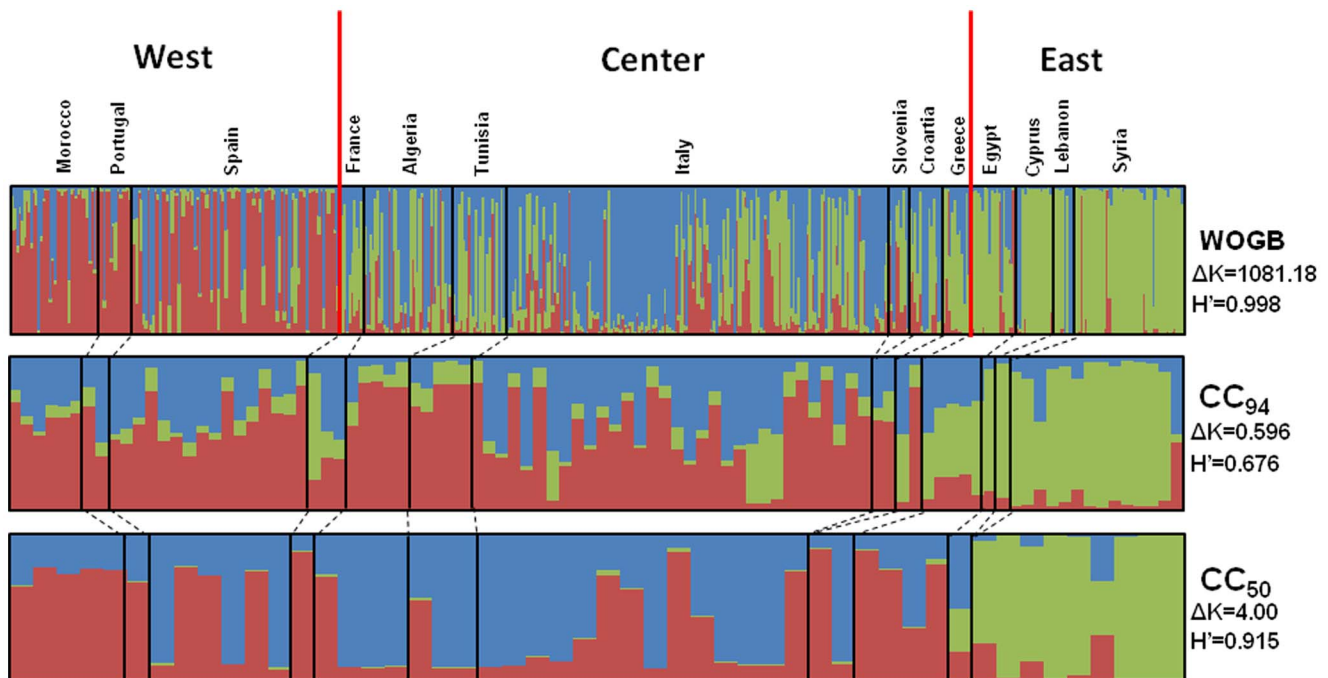 West
Center
East
Morocco
Portugal
Spain
France
Algeria
Tunisia
Italy
Slovenia
Croartia
Greece
Egypt
Cyprus
Lebanon
Syria
WOGB
ΔK=1081.18
H’=0.998
CC94
ΔK=0.596
H’=0.676
CC50
ΔK=4.00
H’=0.915